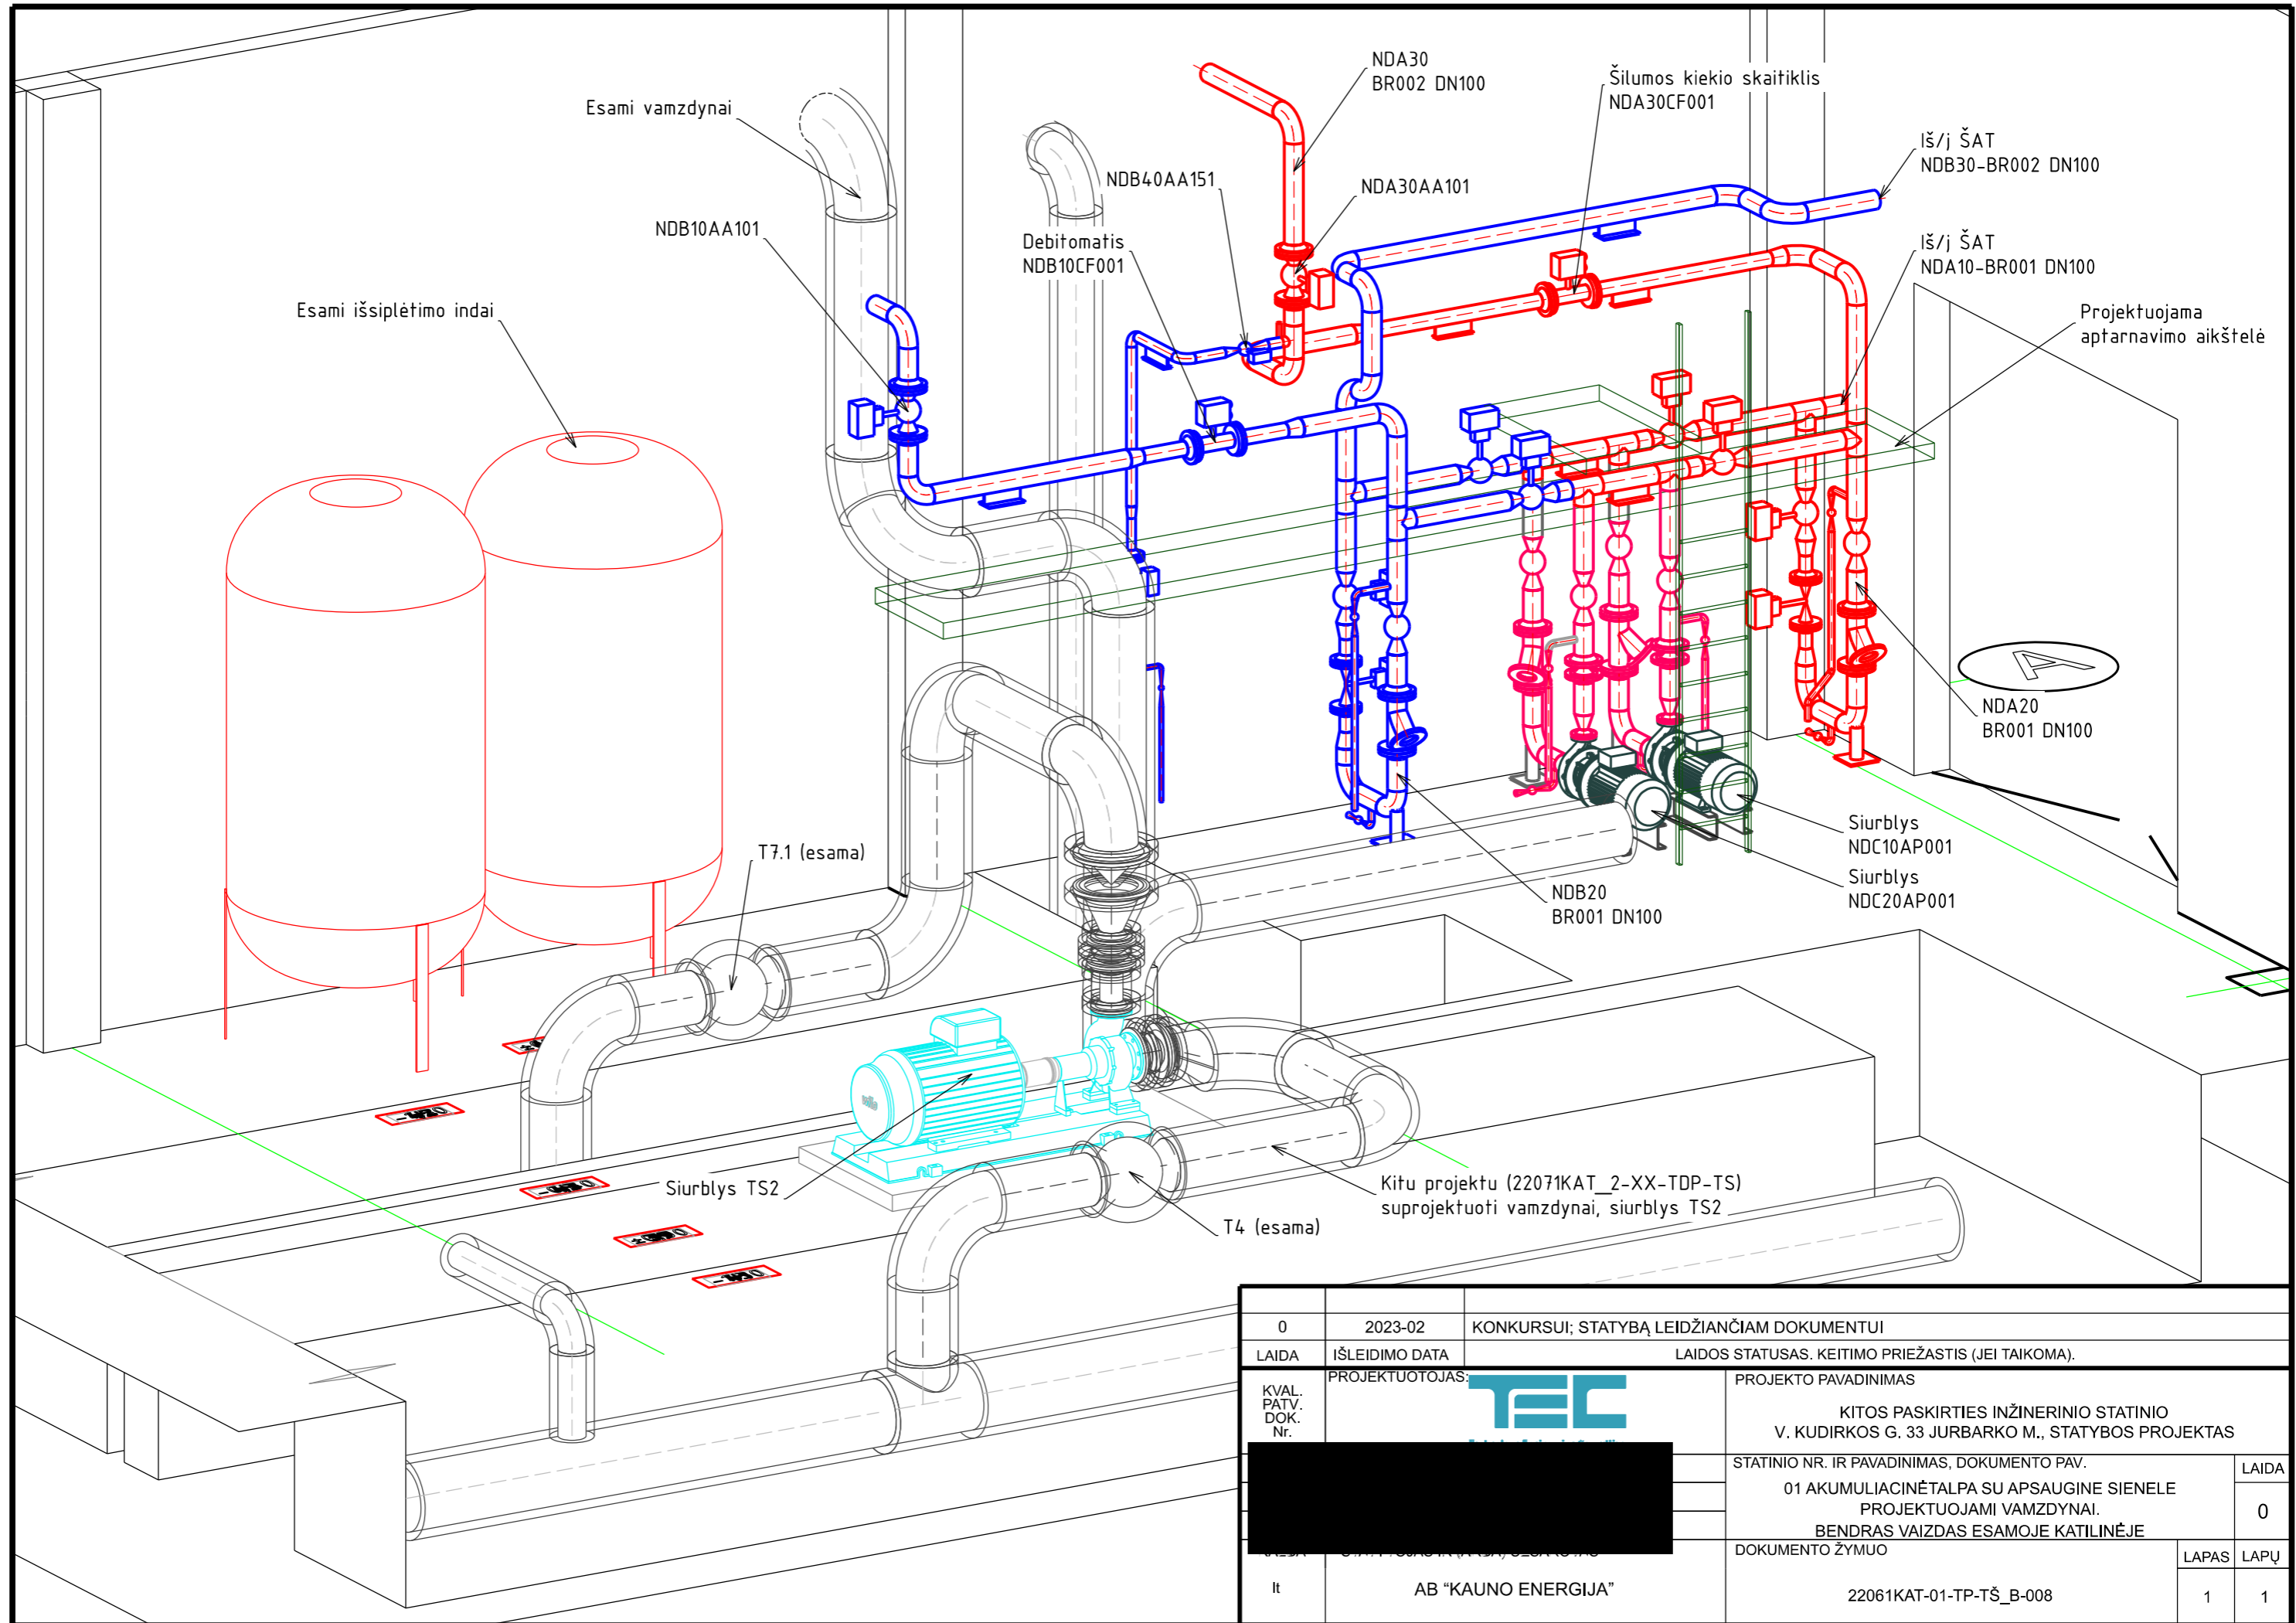 NDA30
BR002 DN100
Šilumos kiekio skaitiklis
NDA30CF001
Esami vamzdynai
Iš/į ŠAT
NDB30-BR002 DN100
NDB40AA151
NDA30AA101
NDB10AA101
Debitomatis
NDB10CF001
Iš/į ŠAT
NDA10-BR001 DN100
Esami išsiplėtimo indai
Projektuojama
aptarnavimo aikštelė
A
NDA20
BR001 DN100
Siurblys
NDC10AP001
Siurblys
NDC20AP001
T7.1 (esama)
NDB20
BR001 DN100
Siurblys TS2
Kitu projektu (22071KAT_2-XX-TDP-TS)
suprojektuoti vamzdynai, siurblys TS2
T4 (esama)
0 2023-02 KONKURSUI; STATYBĄ LEIDŽIANČIAM DOKUMENTUI
LAIDA IŠLEIDIMO DATA LAIDOS STATUSAS. KEITIMO PRIEŽASTIS (JEI TAIKOMA).
KVAL.
PATV.
DOK.
Nr.
PROJEKTUOTOJAS:
TEC
PROJEKTO PAVADINIMAS
KITOS PASKIRTIES INŽINERINIO STATINIO
V. KUDIRKOS G. 33 JURBARKO M., STATYBOS PROJEKTAS
STATINIO NR. IR PAVADINIMAS, DOKUMENTO PAV.
LAIDA
01 AKUMULIACINĖTALPA SU APSAUGINE SIENELE
PROJEKTUOJAMI VAMZDYNAI.
BENDRAS VAIZDAS ESAMOJE KATILINĖJE
0
DOKUMENTO ŽYMUO
LAPAS LAPŲ
lt AB “KAUNO ENERGIJA” 22061KAT-01-TP-TŠ_B-008 1 1